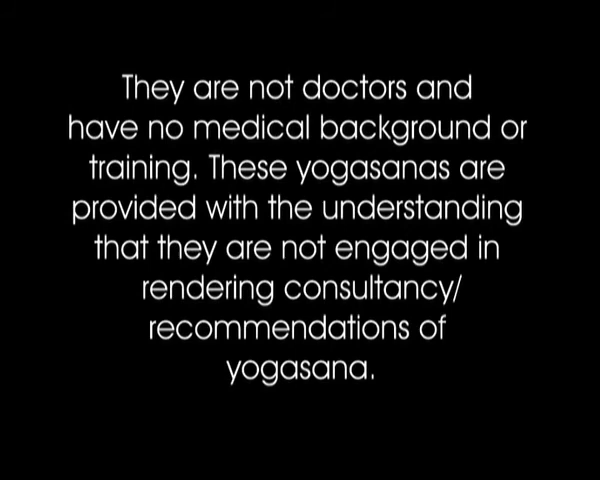 They are not doctors and
have no medical background or
training. These yogasanas are
provided with the understanding
that they are not engaged in
rendering consultancy/
recommendations of
yogasana.